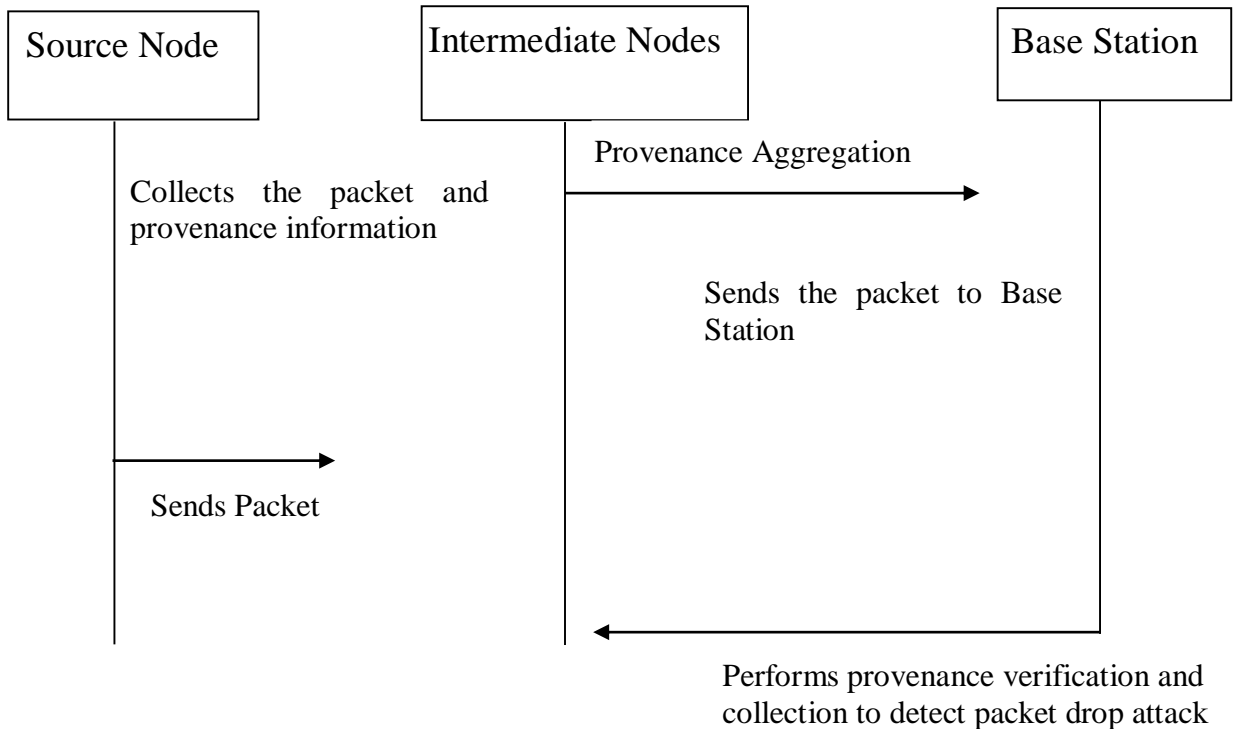 Source Node
Intermediate Nodes
Base Station
Provenance Aggregation
Collects the packet and
provenance information
Sends the packet to Base
Station
Sends Packet
Performs provenance verification and
collection to detect packet drop attack